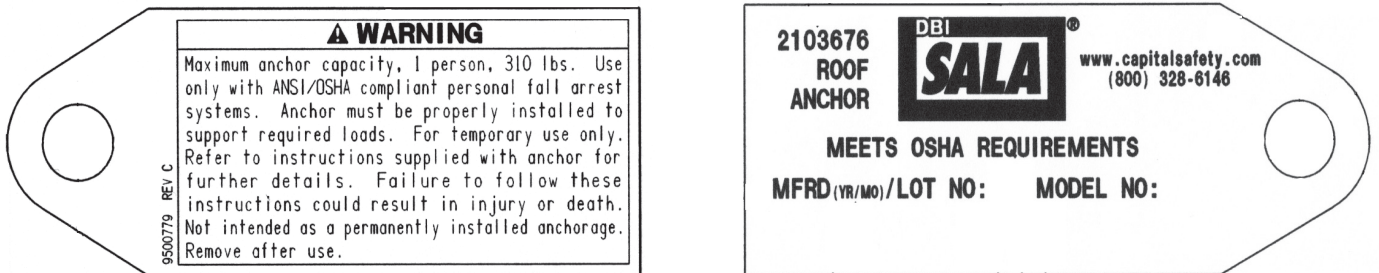 ⚠ WARNING
Maximum anchor capacity, 1 person, 310 lbs. Use
only with ANSI/OSHA compliant personal fall arrest
systems. Anchor must be properly installed to
support required loads. For temporary use only.
Refer to instructions supplied with anchor for
further details. Failure to follow these
instructions could result in injury or death.
Not intended as a permanently installed anchorage.
Remove after use.
9500779 REV C
2103676
ROOF
ANCHOR
DBI
SALA®
www.capitalsafety.com
(800) 328-6146
MEETS OSHA REQUIREMENTS
MFRD(YR/MO)/LOT NO: MODEL NO: